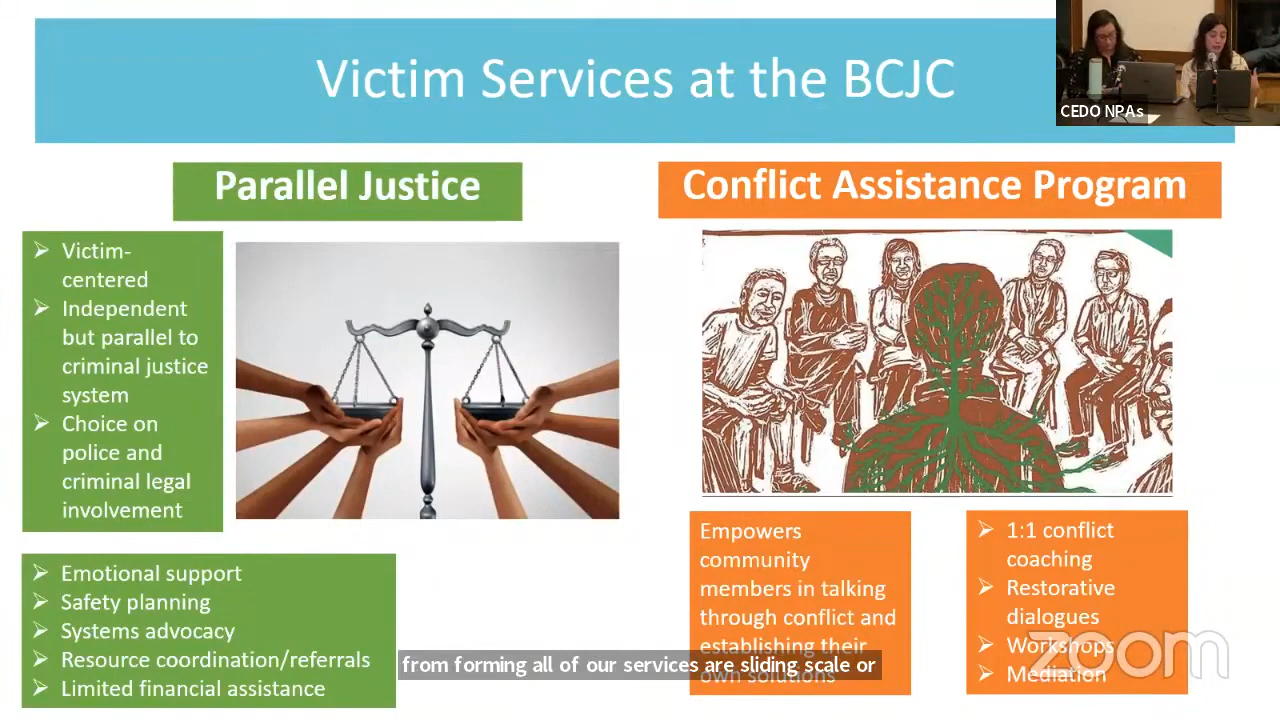 Victim Services at the BCJC
CEDO NPAs
Parallel Justice
Conflict Assistance Program
Victim-
centered
Independent
but parallel to
criminal justice
system
Choice on
police and
criminal legal
involvement
Emotional support
Safety planning
Systems advocacy
Resource coordination/referrals
Limited financial assistance
Empowers
community
members in talking
through conflict and
establishing their
own solutions
1:1 conflict
coaching
Restorative
dialogues
Workshops
Mediation
from forming all of our services are sliding scale or
zoom